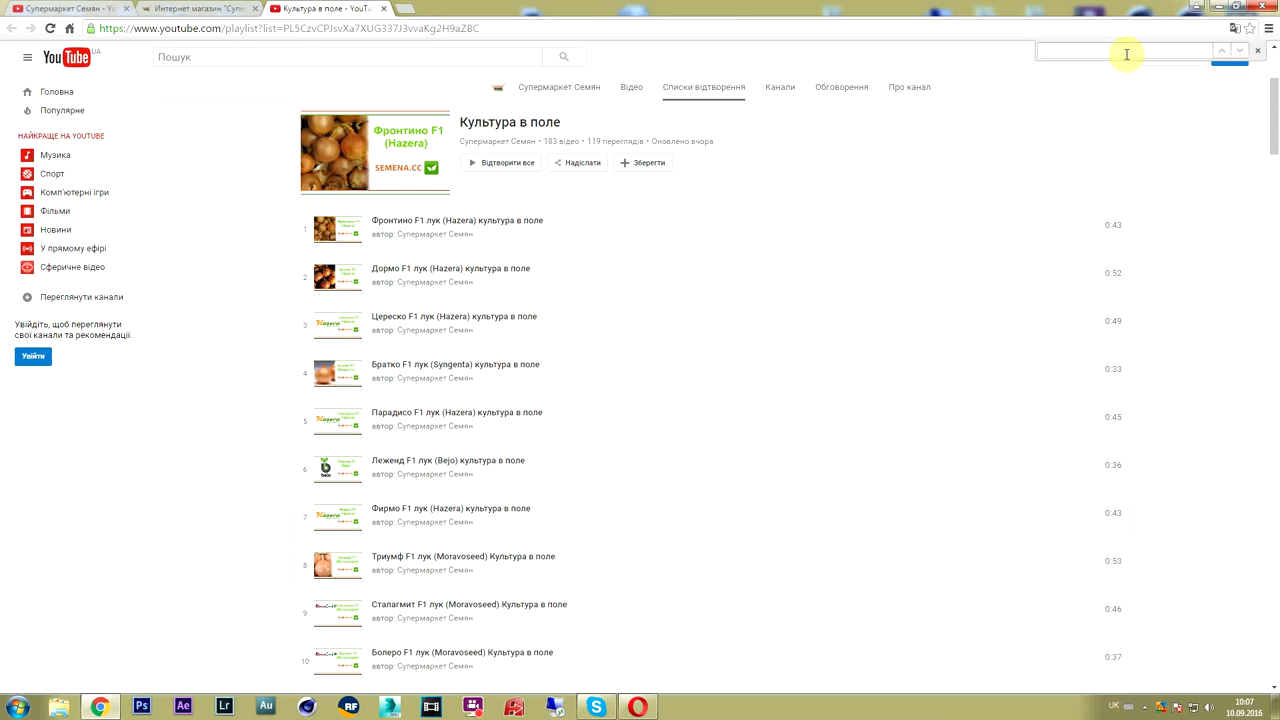 Супермаркет Семян - Yo
Интернет магазин "Супе
Культура в поле - YouTu
https://www.youtube.com/playlist?list=PL5CzvCPJsvXa7XUG337J3vvaKg2H9aZBC
YouTube UA
Пошук
Головна
Популярне
НАЙКРАЩЕ НА YOUTUBE
Музика
Спорт
Комп'ютерні ігри
Фільми
Новини
У прямому ефірі
Сферичне відео
Переглянути канали
Увійдіть, щоб переглянути
свої канали та рекомендації.
Увійти
Супермаркет Семян Відео Списки відтворення Канали Обговорення Про канал
Фронтино F1
(Hazera)
SEMENA.CC
Культура в поле
Супермаркет Семян • 183 відео • 119 переглядів • Оновлено вчора
Відтворити все Надіслати Зберегти
1 Фронтино F1 лук (Hazera) культура в поле 0:43
автор: Супермаркет Семян
2 Дормо F1 лук (Hazera) культура в поле 0:52
автор: Супермаркет Семян
3 Цереско F1 лук (Hazera) культура в поле 0:49
автор: Супермаркет Семян
4 Братко F1 лук (Syngenta) культура в поле 0:33
автор: Супермаркет Семян
5 Парадисо F1 лук (Hazera) культура в поле 0:45
автор: Супермаркет Семян
6 Леженд F1 лук (Bejo) культура в поле 0:36
автор: Супермаркет Семян
7 Фирмо F1 лук (Hazera) культура в поле 0:43
автор: Супермаркет Семян
8 Триумф F1 лук (Moravoseed) Культура в поле 0:53
автор: Супермаркет Семян
9 Сталагмит F1 лук (Moravoseed) Культура в поле 0:46
автор: Супермаркет Семян
10 Болеро F1 лук (Moravoseed) Культура в поле 0:37
автор: Супермаркет Семян
Ps Ae Lr Au RF
UK 10:07
10.09.2016